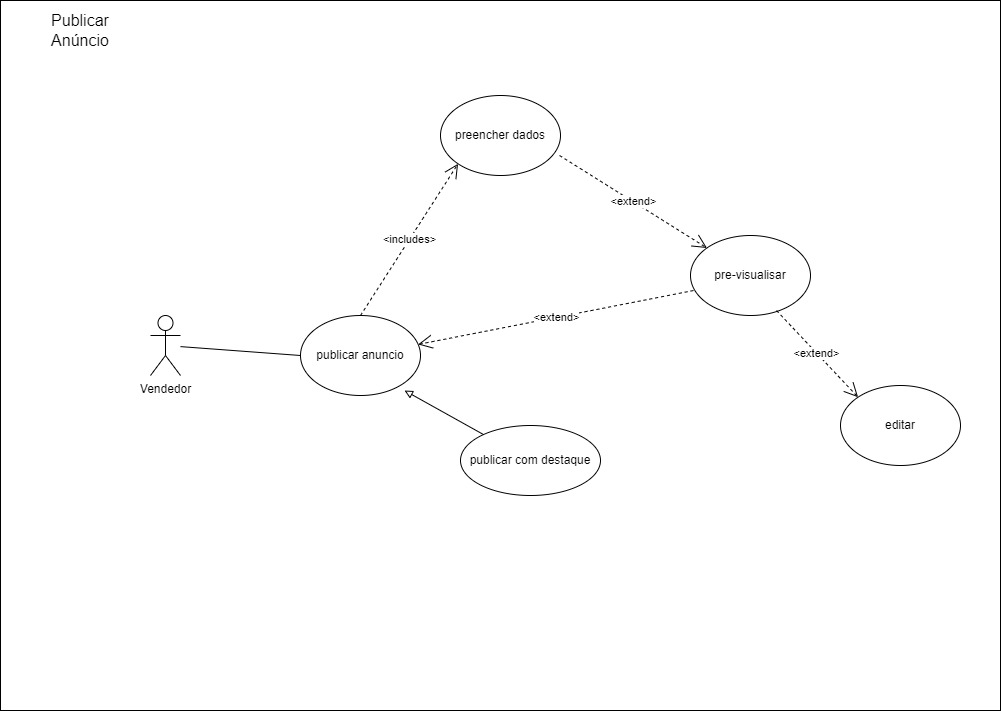 Publicar
Anúncio
preencher dados
<extend>
<includes>
pre-visualisar
<extend>
publicar anuncio
<extend>
Vendedor
editar
publicar com destaque